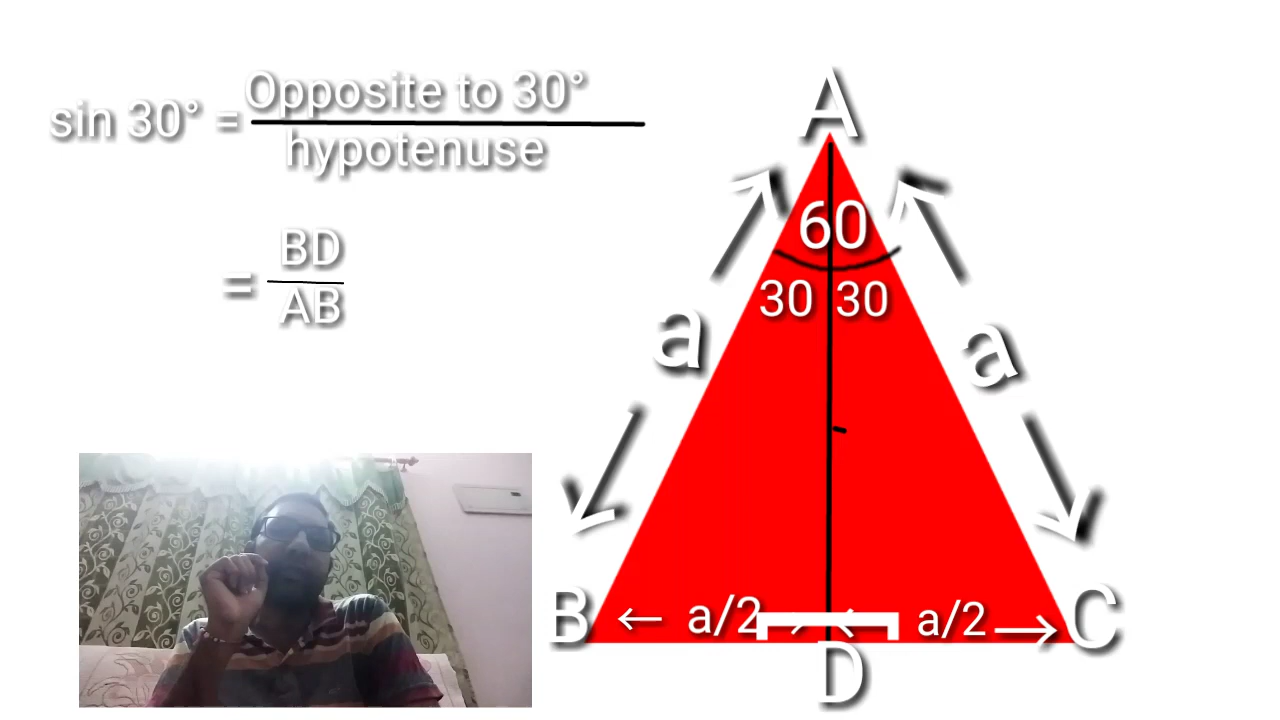 Opposite to 30°
sin 30° =
hypotenuse
BD
=
AB
A
60
30 30
a
a
B ← a/2 → ← a/2 → C
D